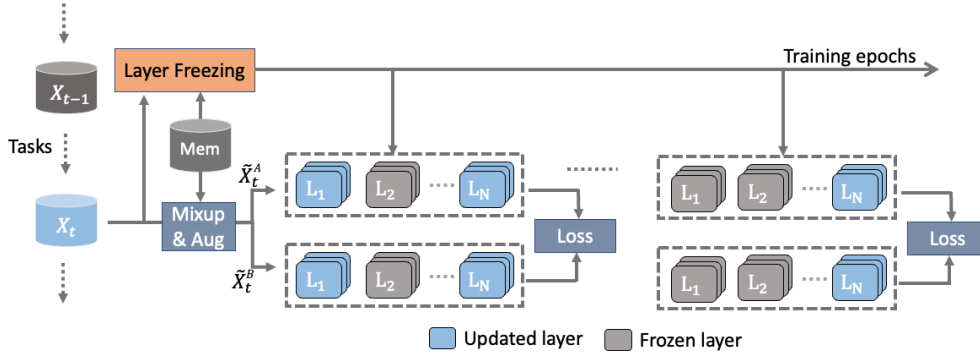 Layer Freezing
Training epochs
X_{t−1}
Tasks
Mem
X_t
Mixup
& Aug
X̃_t^A
X̃_t^B
L_1 L_2 ····· L_N
L_1 L_2 ····· L_N
Loss
L_1 L_2 ····· L_N
L_1 L_2 ····· L_N
Loss
Updated layer
Frozen layer